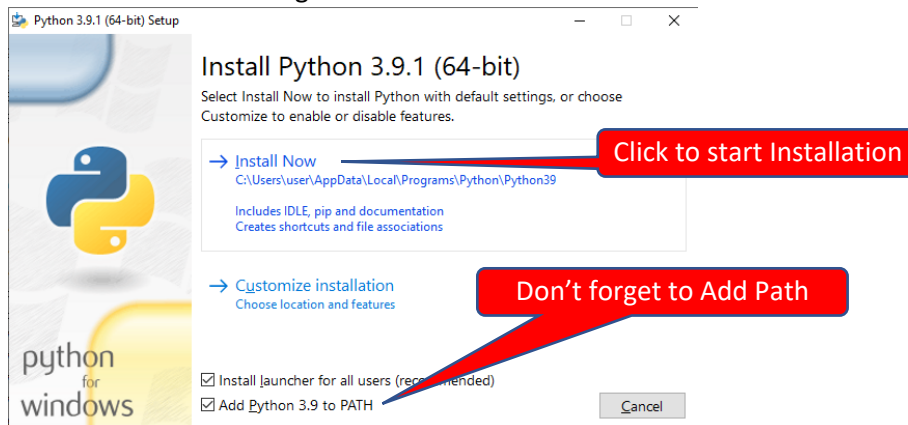 Python 3.9.1 (64-bit) Setup
Install Python 3.9.1 (64-bit)
Select Install Now to install Python with default settings, or choose
Customize to enable or disable features.
→ Install Now
Click to start Installation
C:\Users\user\AppData\Local\Programs\Python\Python39
Includes IDLE, pip and documentation
Creates shortcuts and file associations
→ Customize installation
Choose location and features
Don’t forget to Add Path
Install launcher for all users (recommended)
Add Python 3.9 to PATH
Cancel
python
for
windows